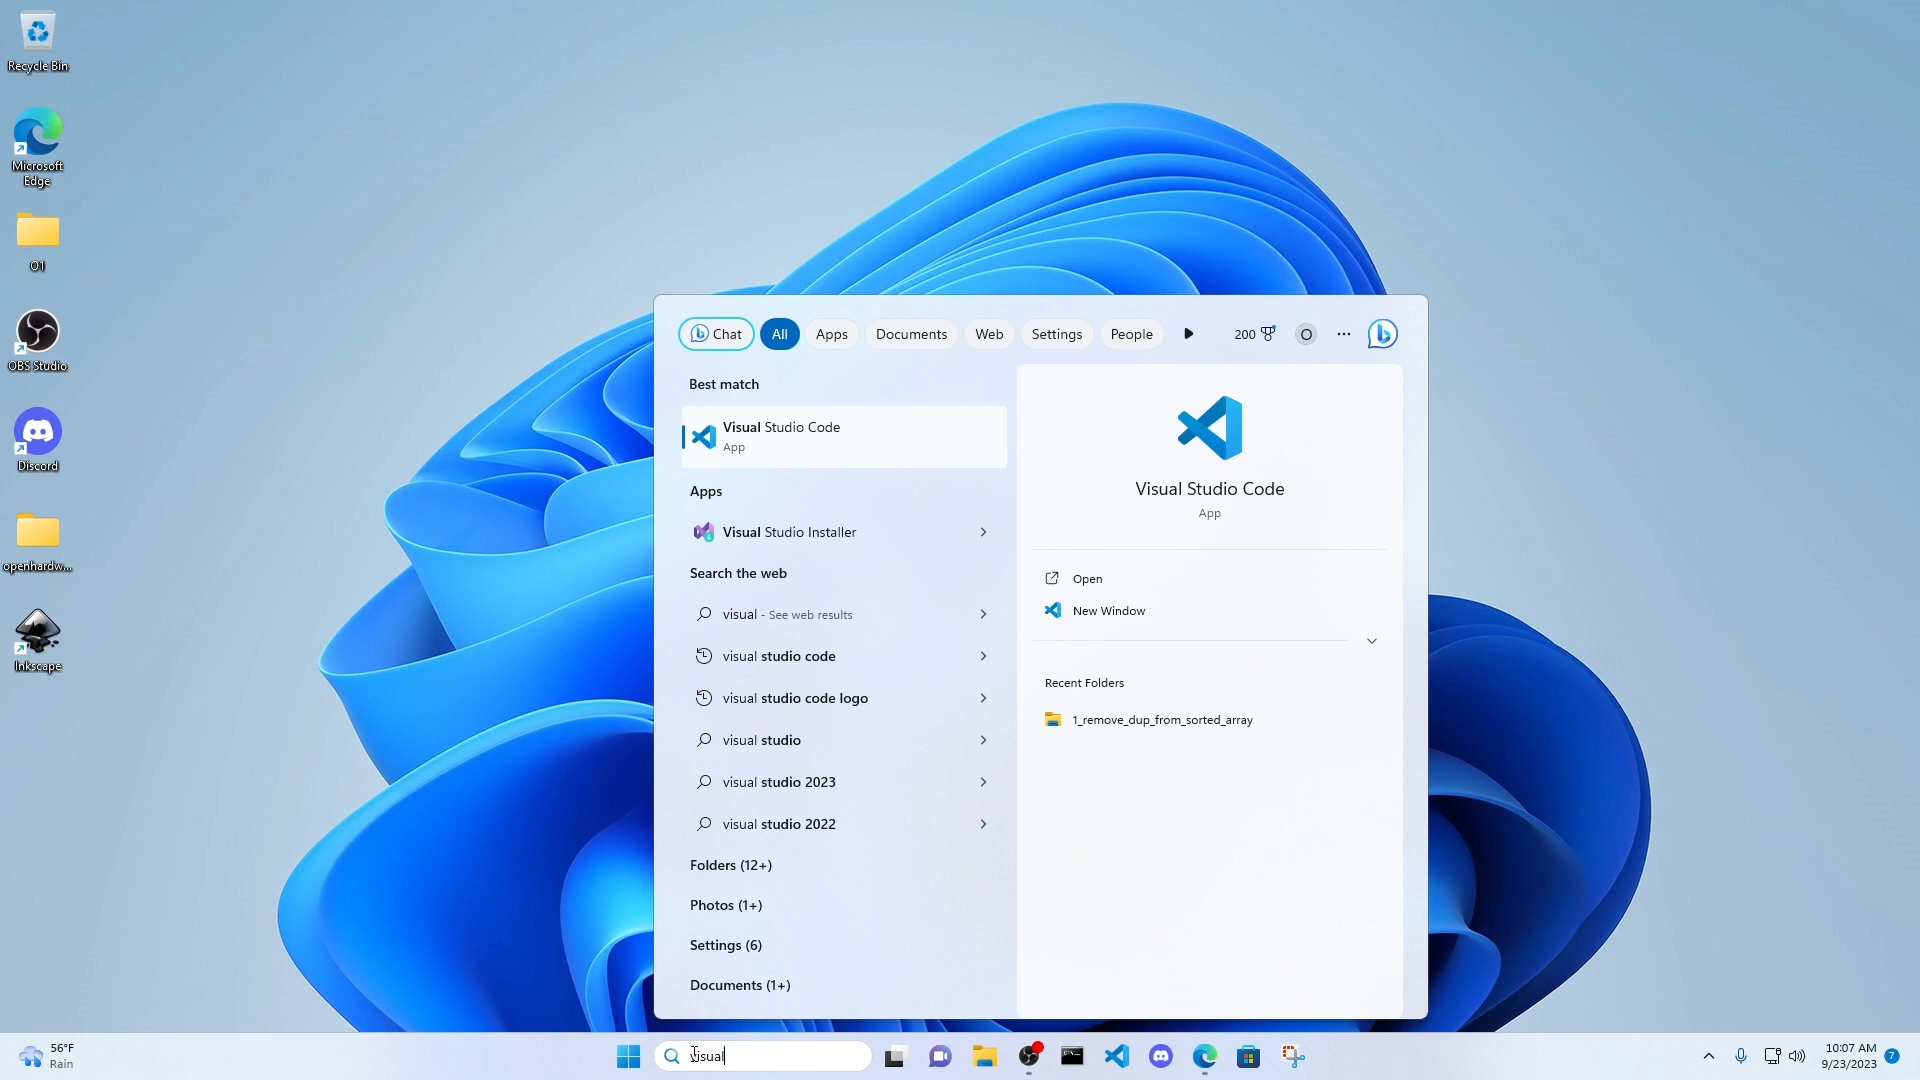 Recycle Bin
Microsoft
Edge
01
OBS Studio
Discord
openhardw...
Inkscape
Chat
All
Apps
Documents
Web
Settings
People
200
O
Best match
Visual Studio Code
App
Apps
Visual Studio Installer
Search the web
visual - See web results
visual studio code
visual studio code logo
visual studio
visual studio 2023
visual studio 2022
Folders (12+)
Photos (1+)
Settings (6)
Documents (1+)
Visual Studio Code
App
Open
New Window
Recent Folders
1_remove_dup_from_sorted_array
56°F
Rain
visual
10:07 AM
9/23/2023
7